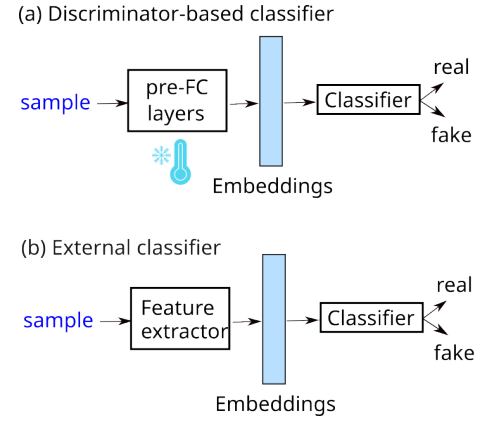 (a) Discriminator-based classifier
sample
pre-FC
layers
Classifier
real
fake
Embeddings
(b) External classifier
sample
Feature
extractor
Classifier
real
fake
Embeddings